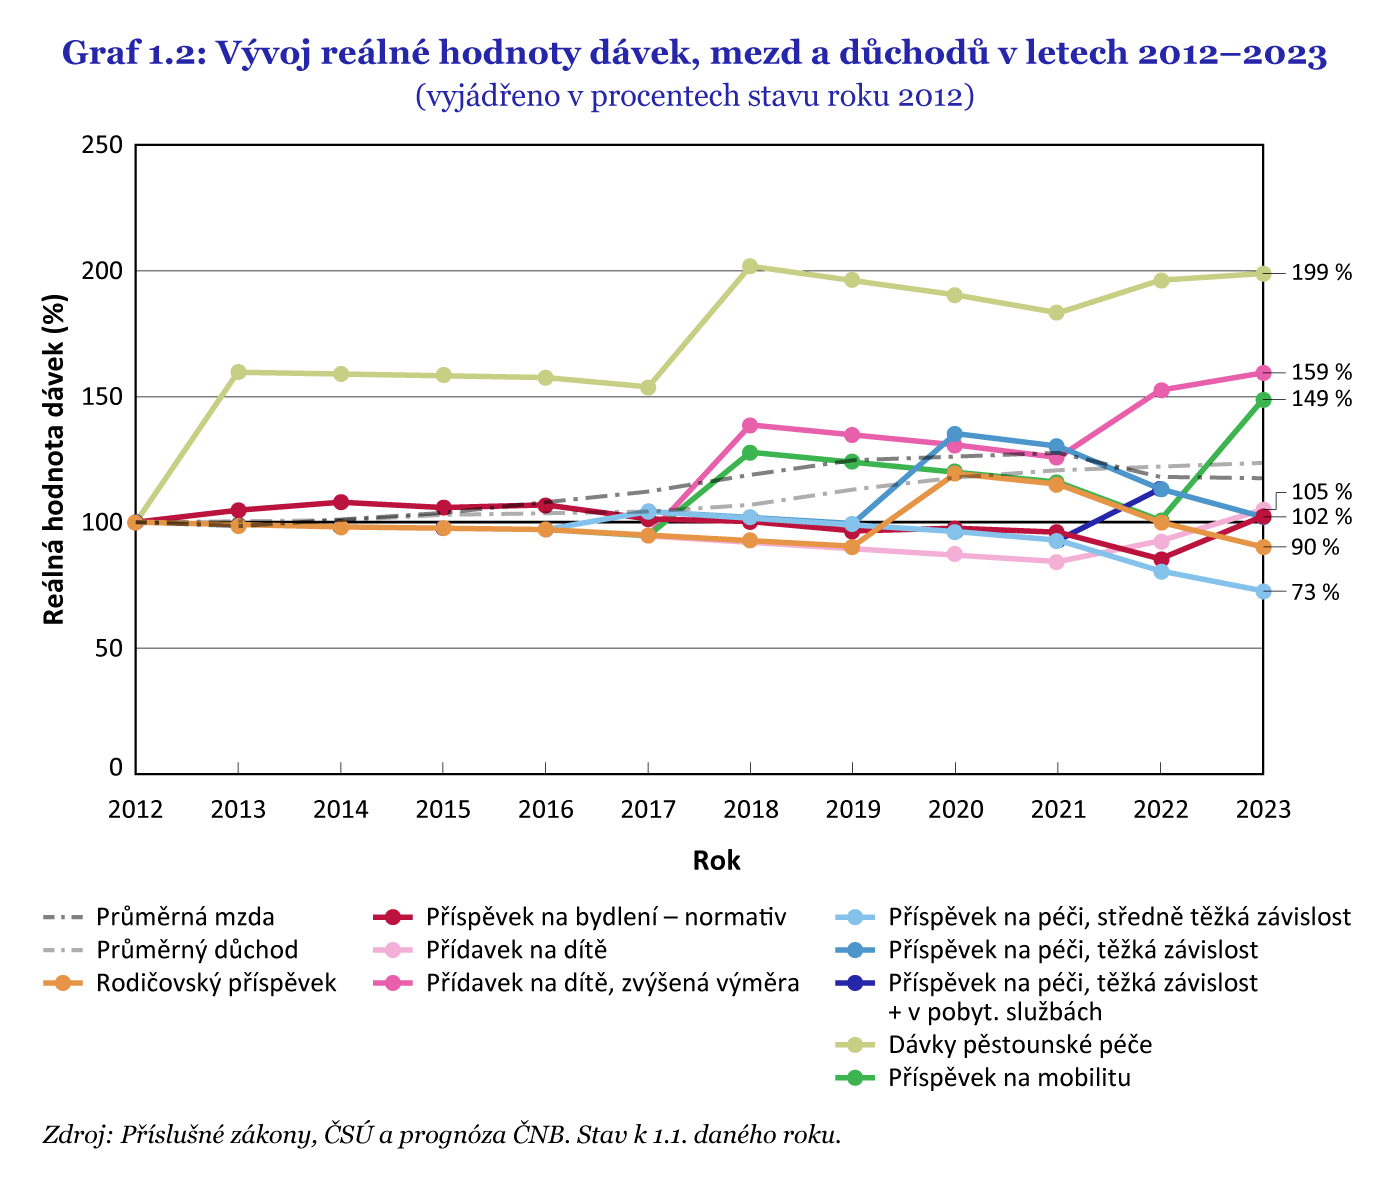 Graf 1.2: Vývoj reálné hodnoty dávek, mezd a důchodů v letech 2012–2023
(vyjádřeno v procentech stavu roku 2012)
Reálná hodnota dávek (%)
250
200
150
100
50
0
199 %
159 %
149 %
105 %
102 %
90 %
73 %
2012 2013 2014 2015 2016 2017 2018 2019 2020 2021 2022 2023
Rok
Průměrná mzda
Průměrný důchod
Rodičovský příspěvek
Příspěvek na bydlení – normativ
Přídavek na dítě
Přídavek na dítě, zvýšená výměra
Příspěvek na péči, středně těžká závislost
Příspěvek na péči, těžká závislost
Příspěvek na péči, těžká závislost
+ v pobyt. službách
Dávky pěstounské péče
Příspěvek na mobilitu
Zdroj: Příslušné zákony, ČSÚ a prognóza ČNB. Stav k 1.1. daného roku.